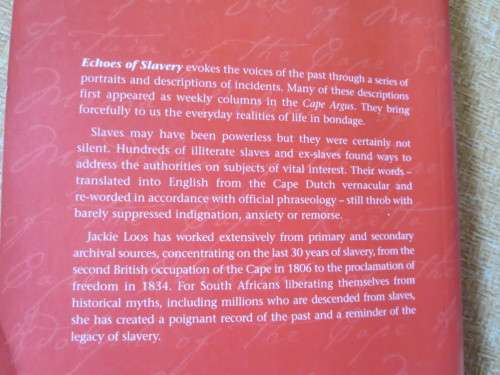 Echoes of Slavery evokes the voices of the past through a series of
portraits and descriptions of incidents. Many of these descriptions
first appeared as weekly columns in the Cape Argus. They bring
forcefully to us the everyday realities of life in bondage.
Slaves may have been powerless but they were certainly not
silent. Hundreds of illiterate slaves and ex-slaves found ways to
address the authorities on subjects of vital interest. Their words –
translated into English from the Cape Dutch vernacular and
re-worded in accordance with official phraseology – still throb with
barely suppressed indignation, anxiety or remorse.
Jackie Loos has worked extensively from primary and secondary
archival sources, concentrating on the last 30 years of slavery, from the
second British occupation of the Cape in 1806 to the proclamation of
freedom in 1834. For South Africans liberating themselves from
historical myths, including millions who are descended from slaves,
she has created a poignant record of the past and a reminder of the
legacy of slavery.